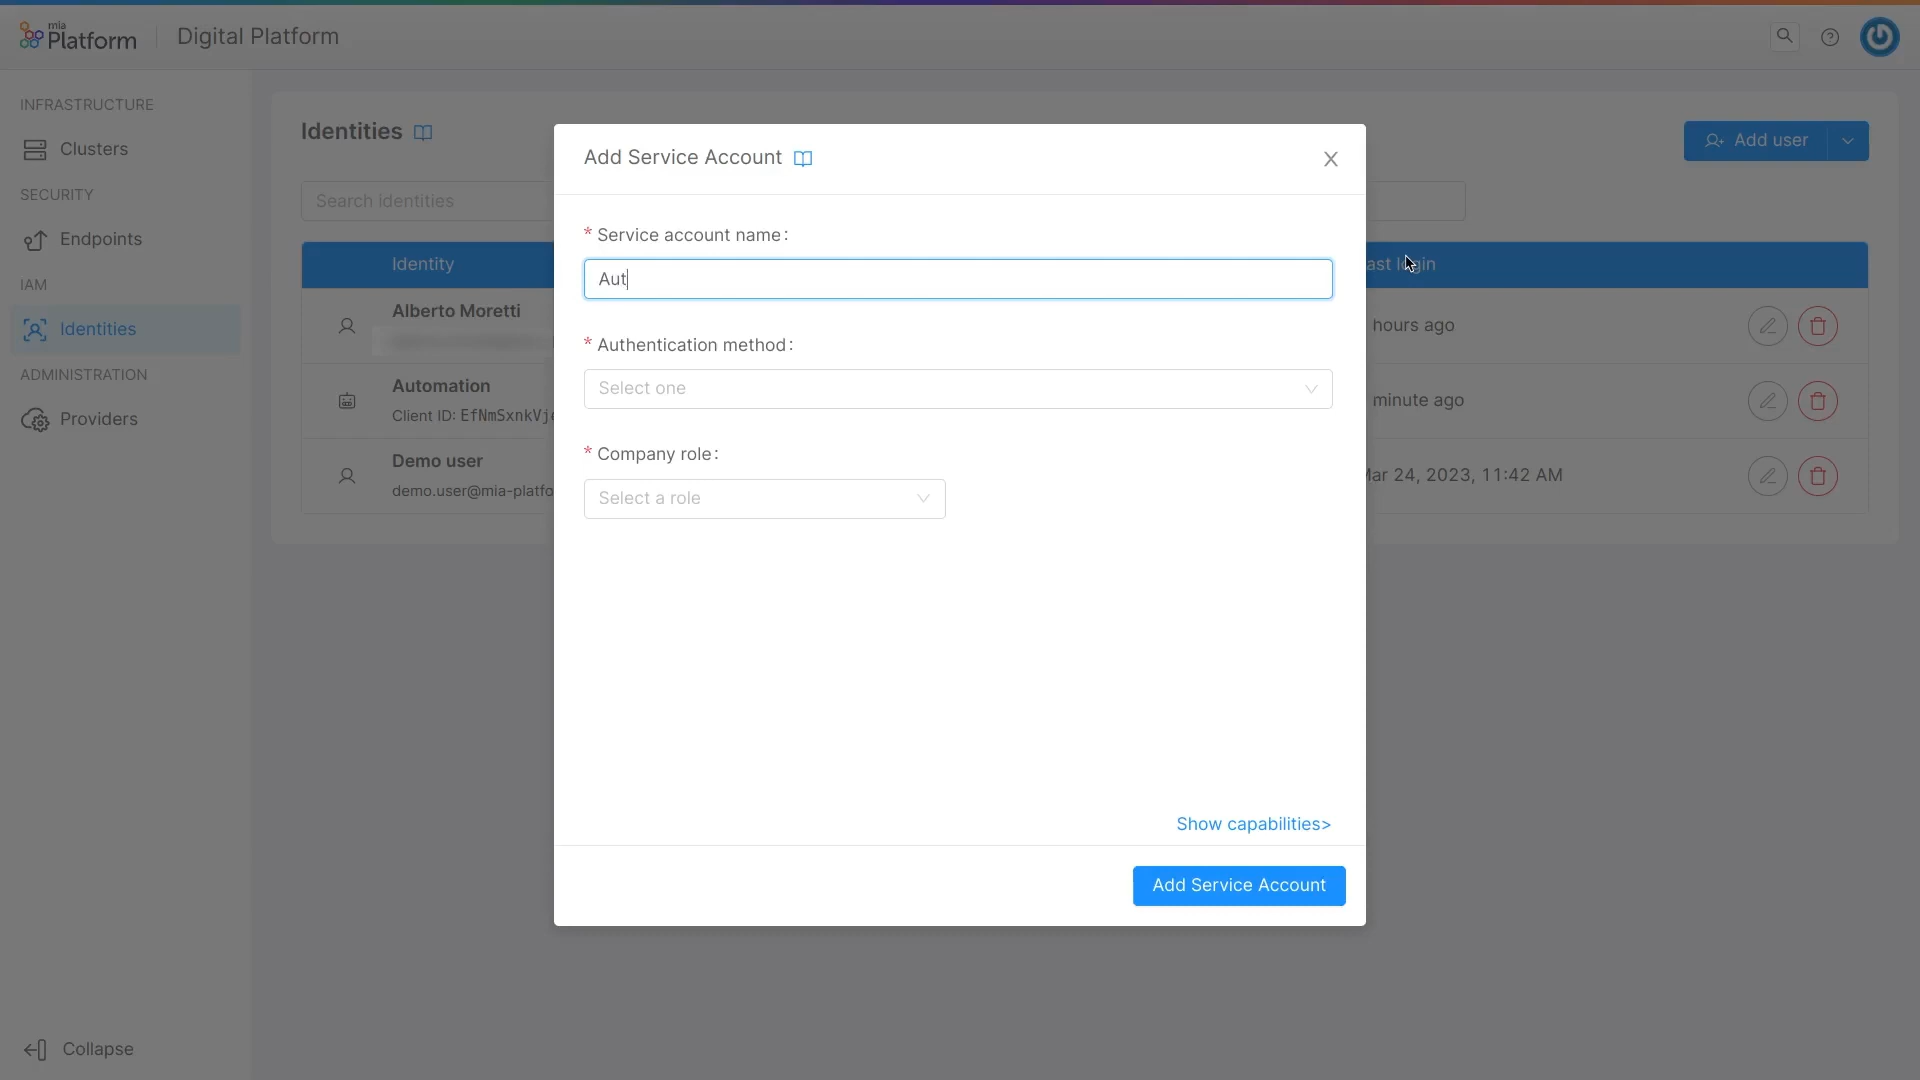 mia
Platform
Digital Platform
INFRASTRUCTURE
Clusters
SECURITY
Endpoints
IAM
Identities
ADMINISTRATION
Providers
Collapse
Identities
Add user
Search identities
Identity
Alberto Moretti
hours ago
Automation
Client ID: EfNmSxnkVj
minute ago
Demo user
demo.user@mia-platfo
Mar 24, 2023, 11:42 AM
Add Service Account
* Service account name:
Aut
* Authentication method:
Select one
* Company role:
Select a role
Show capabilities>
Add Service Account